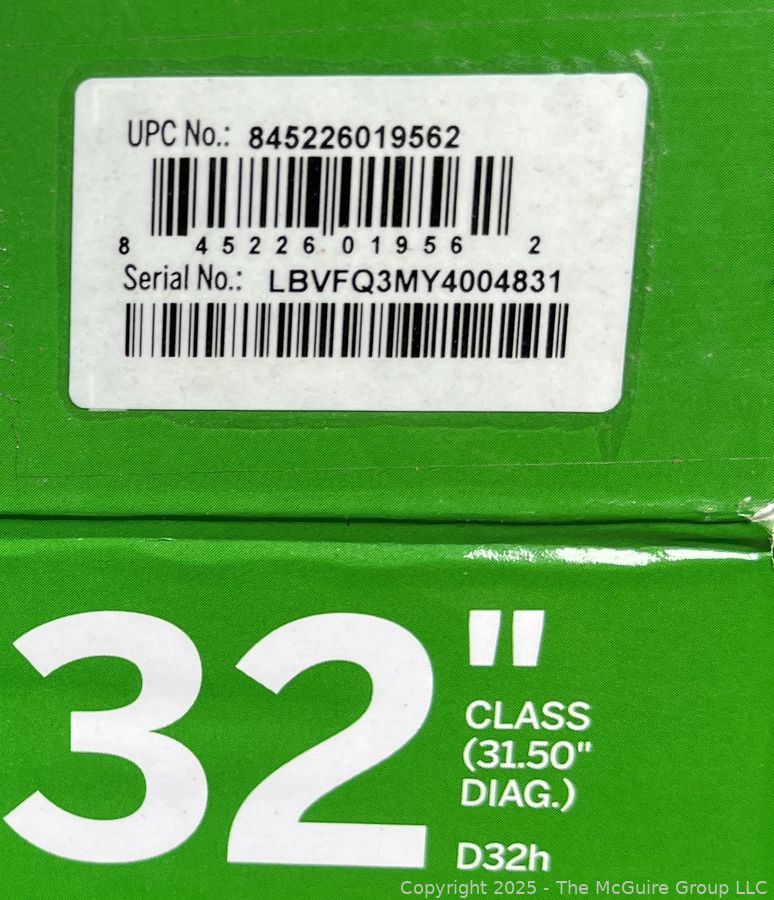 UPC No.: 845226019562
8 45226 01956 2
Serial No.: LBVFQ3MY4004831
32"
CLASS
(31.50"
DIAG.)
D32h
Copyright 2025 - The McGuire Group LLC